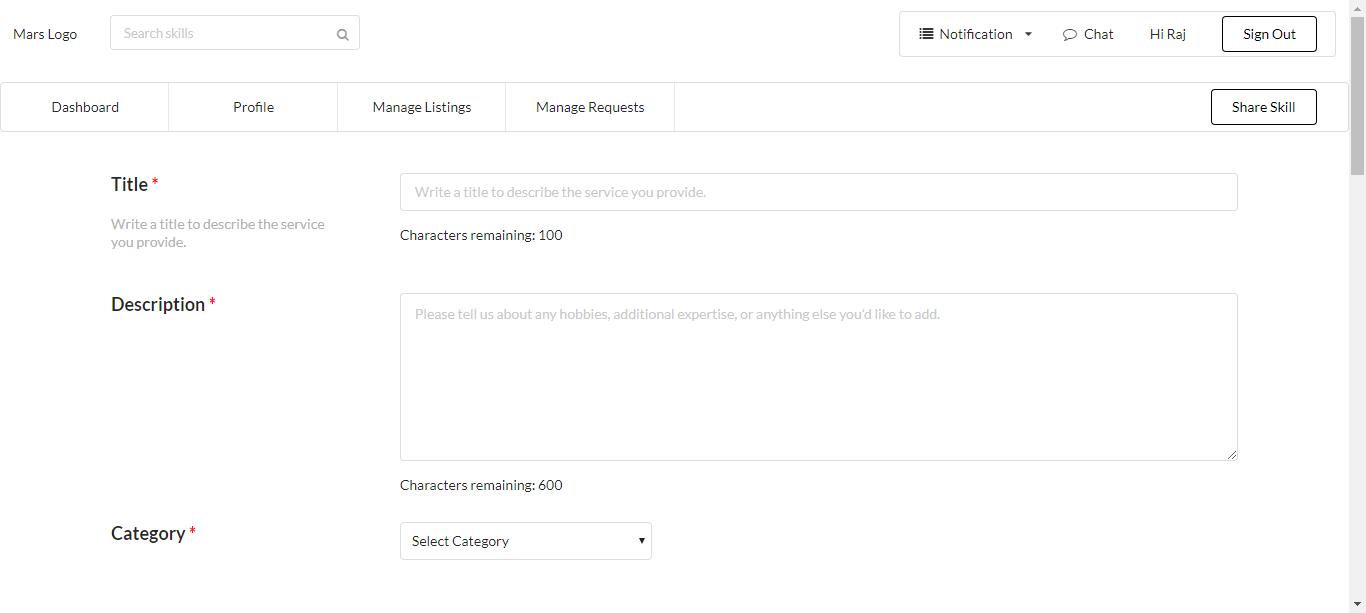 Mars Logo
Search skills
Notification
Chat
Hi Raj
Sign Out
Dashboard
Profile
Manage Listings
Manage Requests
Share Skill
Title *
Write a title to describe the service
you provide.
Write a title to describe the service you provide.
Characters remaining: 100
Description *
Please tell us about any hobbies, additional expertise, or anything else you'd like to add.
Characters remaining: 600
Category *
Select Category